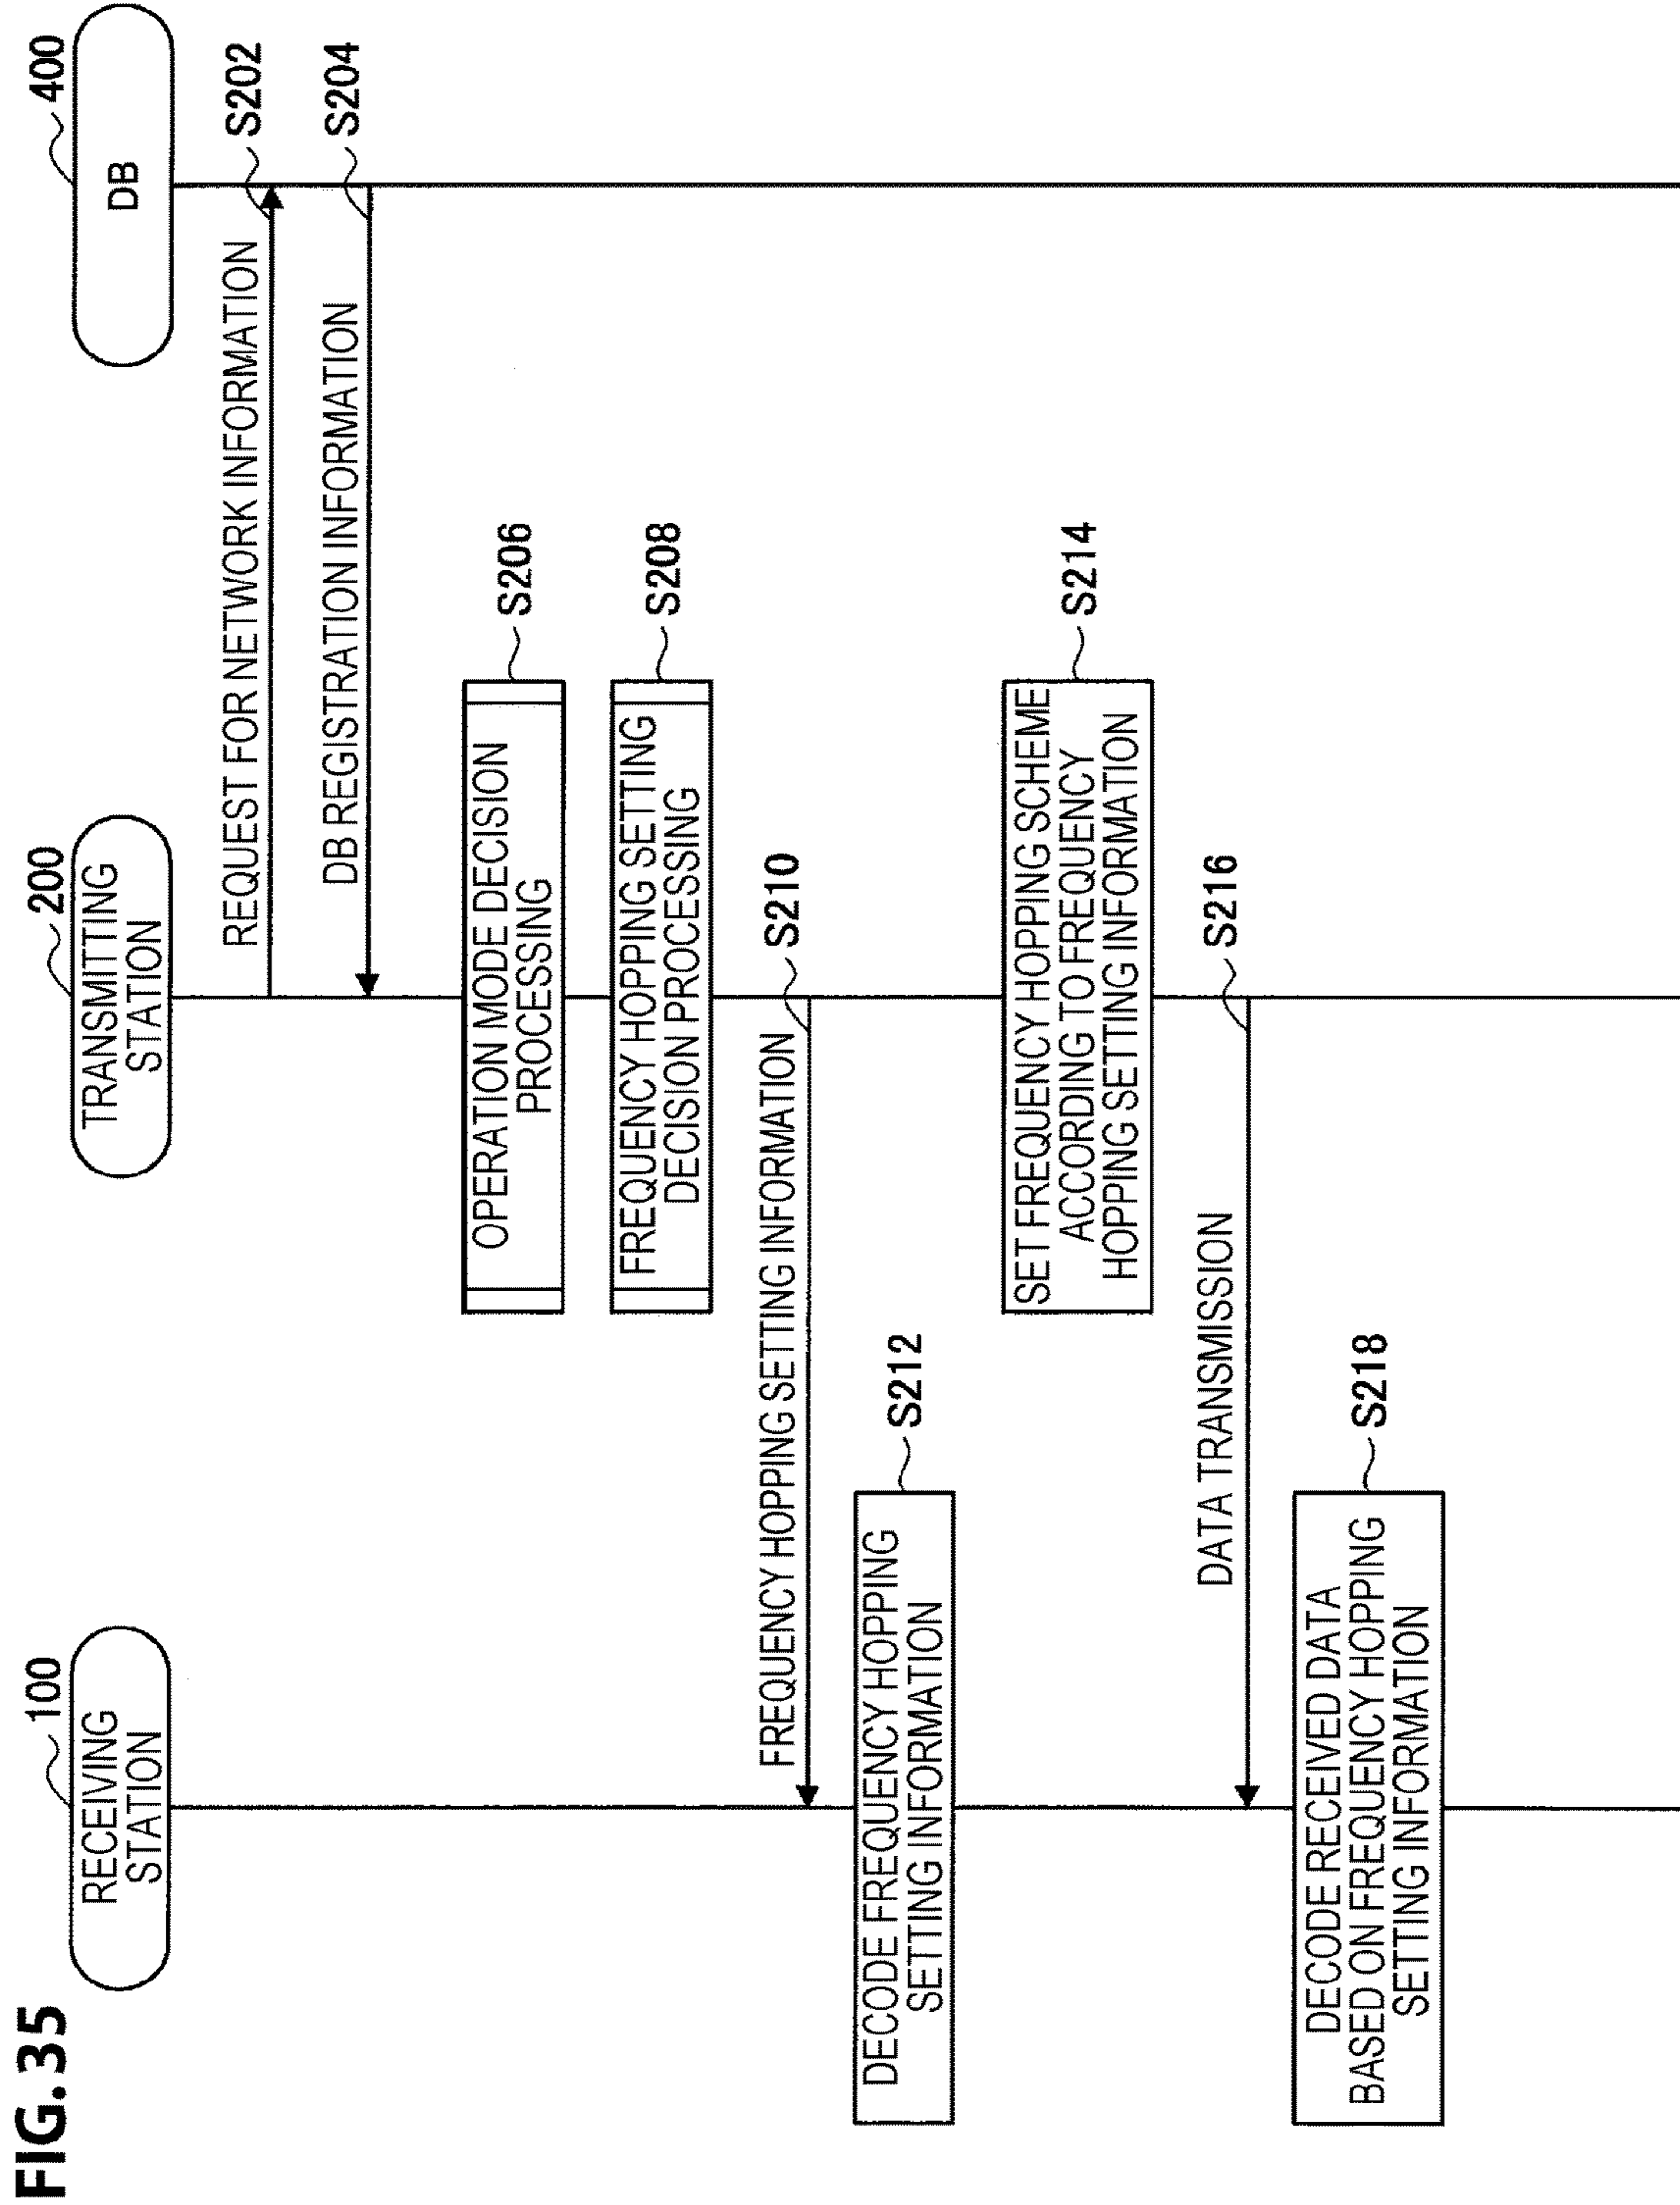 FIG.35
100
200
400
RECEIVING
STATION
TRANSMITTING
STATION
DB
REQUEST FOR NETWORK INFORMATION
S202
DB REGISTRATION INFORMATION
S204
OPERATION MODE DECISION
PROCESSING
S206
FREQUENCY HOPPING SETTING
DECISION PROCESSING
S208
FREQUENCY HOPPING SETTING INFORMATION
S210
DECODE FREQUENCY HOPPING
SETTING INFORMATION
S212
SET FREQUENCY HOPPING SCHEME
ACCORDING TO FREQUENCY
HOPPING SETTING INFORMATION
S214
DATA TRANSMISSION
S216
DECODE RECEIVED DATA
BASED ON FREQUENCY HOPPING
SETTING INFORMATION
S218